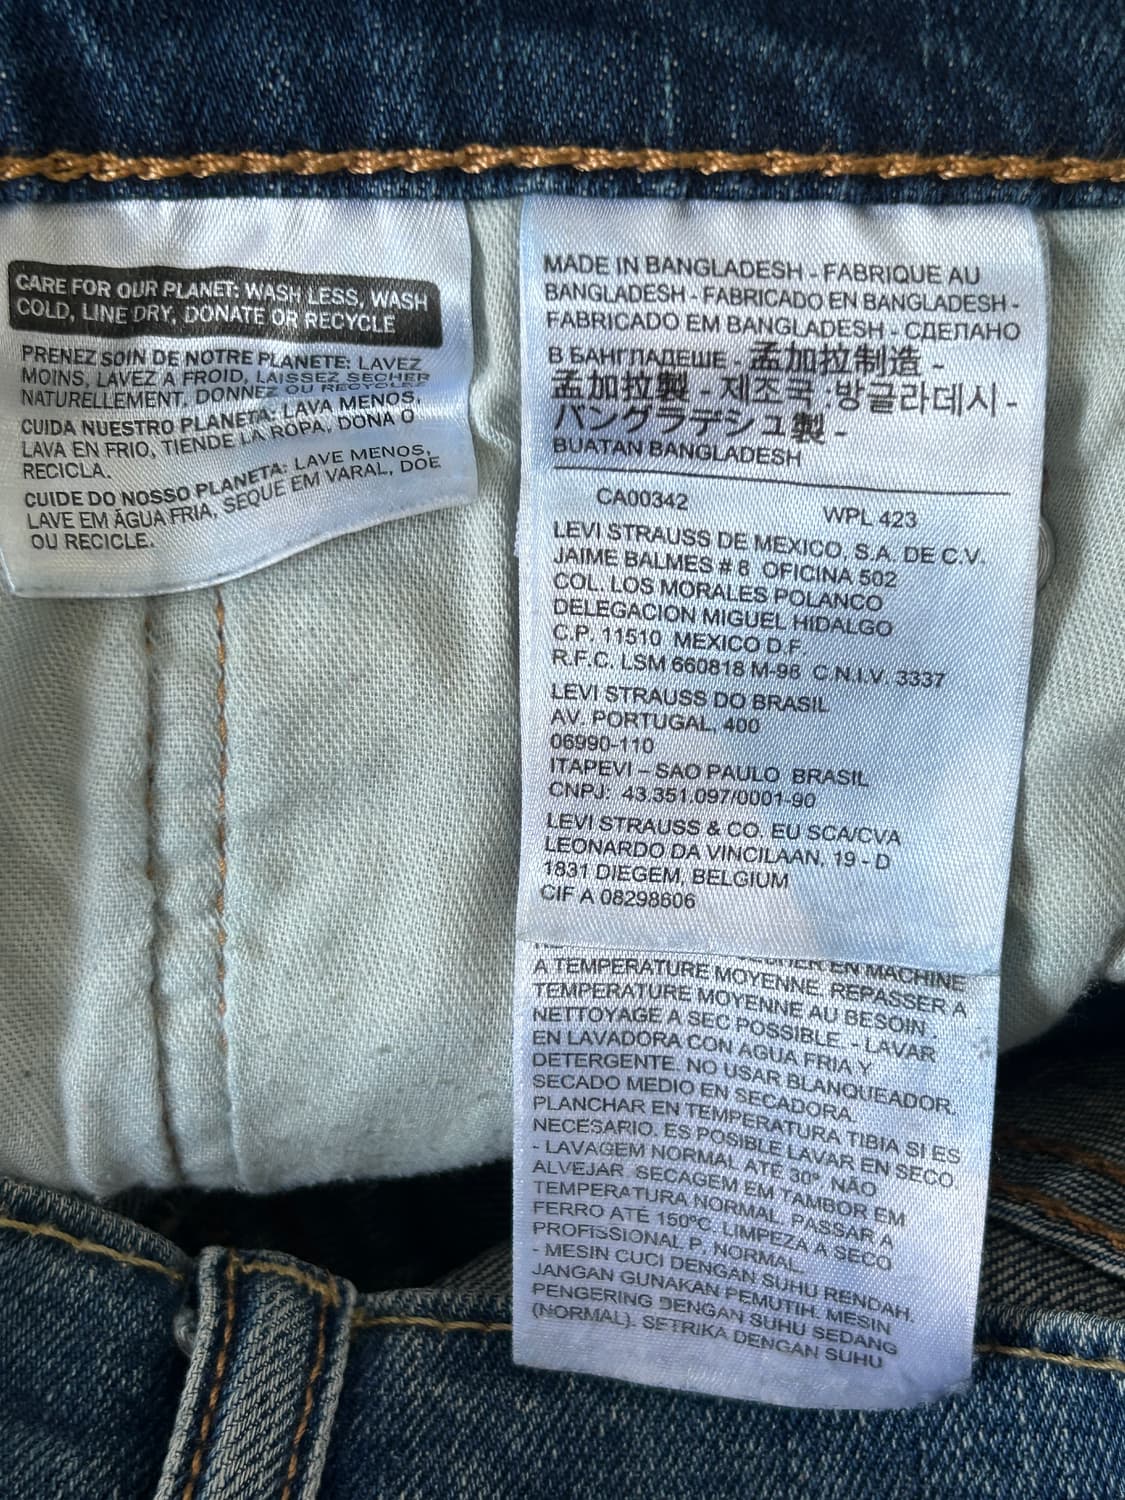 CARE FOR OUR PLANET: WASH LESS, WASH
COLD, LINE DRY, DONATE OR RECYCLE
PRENEZ SOIN DE NOTRE PLANETE: LAVEZ
MOINS, LAVEZ A FROID, LAISSEZ SECHER
NATURELLEMENT, DONNEZ OU RECYCLEZ
CUIDA NUESTRO PLANETA: LAVA MENOS,
LAVA EN FRIO, TIENDE LA ROPA, DONA O
RECICLA.
CUIDE DO NOSSO PLANETA: LAVE MENOS,
LAVE EM ÁGUA FRIA, SEQUE EM VARAL, DOE
OU RECICLE.
MADE IN BANGLADESH - FABRIQUE AU
BANGLADESH - FABRICADO EN BANGLADESH -
FABRICADO EM BANGLADESH - СДЕЛАНО
В БАНГЛАДЕШЕ - 孟加拉制造 -
孟加拉製 - 제조국 :방글라데시 -
バングラデシュ製 -
BUATAN BANGLADESH
CA00342 WPL 423
LEVI STRAUSS DE MEXICO, S.A. DE C.V.
JAIME BALMES # 8 OFICINA 502
COL. LOS MORALES POLANCO
DELEGACION MIGUEL HIDALGO
C.P. 11510 MEXICO D.F.
R.F.C. LSM 660818 M-96 C.N.I.V. 3337
LEVI STRAUSS DO BRASIL
AV. PORTUGAL, 400
06990-110
ITAPEVI – SAO PAULO BRASIL
CNPJ: 43.351.097/0001-90
LEVI STRAUSS & CO. EU SCA/CVA
LEONARDO DA VINCILAAN, 19 - D
1831 DIEGEM, BELGIUM
CIF A 08298606
EN MACHINE
A TEMPERATURE MOYENNE. REPASSER A
TEMPERATURE MOYENNE AU BESOIN.
NETTOYAGE A SEC POSSIBLE. - LAVAR
EN LAVADORA CON AGUA FRIA Y
DETERGENTE. NO USAR BLANQUEADOR.
SECADO MEDIO EN SECADORA.
PLANCHAR EN TEMPERATURA TIBIA SI ES
NECESARIO. ES POSIBLE LAVAR EN SECO
- LAVAGEM NORMAL ATÉ 30º. NÃO
ALVEJAR. SECAGEM EM TAMBOR EM
TEMPERATURA NORMAL. PASSAR A
FERRO ATÉ 150ºC. LIMPEZA A SECO
PROFISSIONAL P, NORMAL.
- MESIN CUCI DENGAN SUHU RENDAH.
JANGAN GUNAKAN PEMUTIH. MESIN
PENGERING DENGAN SUHU SEDANG
(NORMAL). SETRIKA DENGAN SUHU